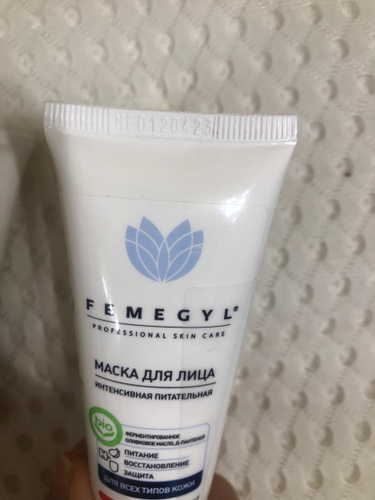 MFD120423
FEMEGYL®
PROFESSIONAL SKIN CARE
МАСКА ДЛЯ ЛИЦА
ИНТЕНСИВНАЯ ПИТАТЕЛЬНАЯ
bio
ФЕРМЕНТИРОВАННОЕ
ОЛИВКОВОЕ МАСЛО, Д-ПАНТЕНОЛ
ПИТАНИЕ
ВОССТАНОВЛЕНИЕ
ЗАЩИТА
ДЛЯ ВСЕХ ТИПОВ КОЖИ